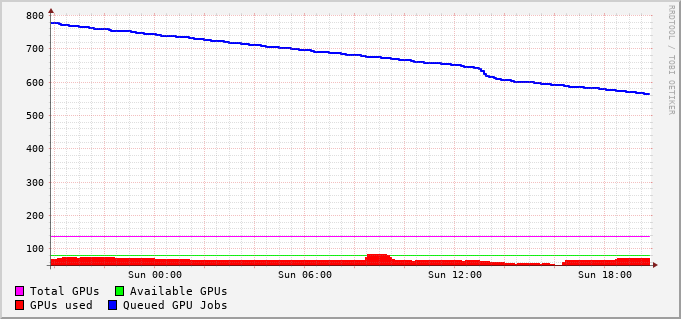 800
700
600
500
400
300
200
100
Sun 00:00 Sun 06:00 Sun 12:00 Sun 18:00
Total GPUs Available GPUs
GPUs used Queued GPU Jobs
RRDTOOL / TOBI OETIKER